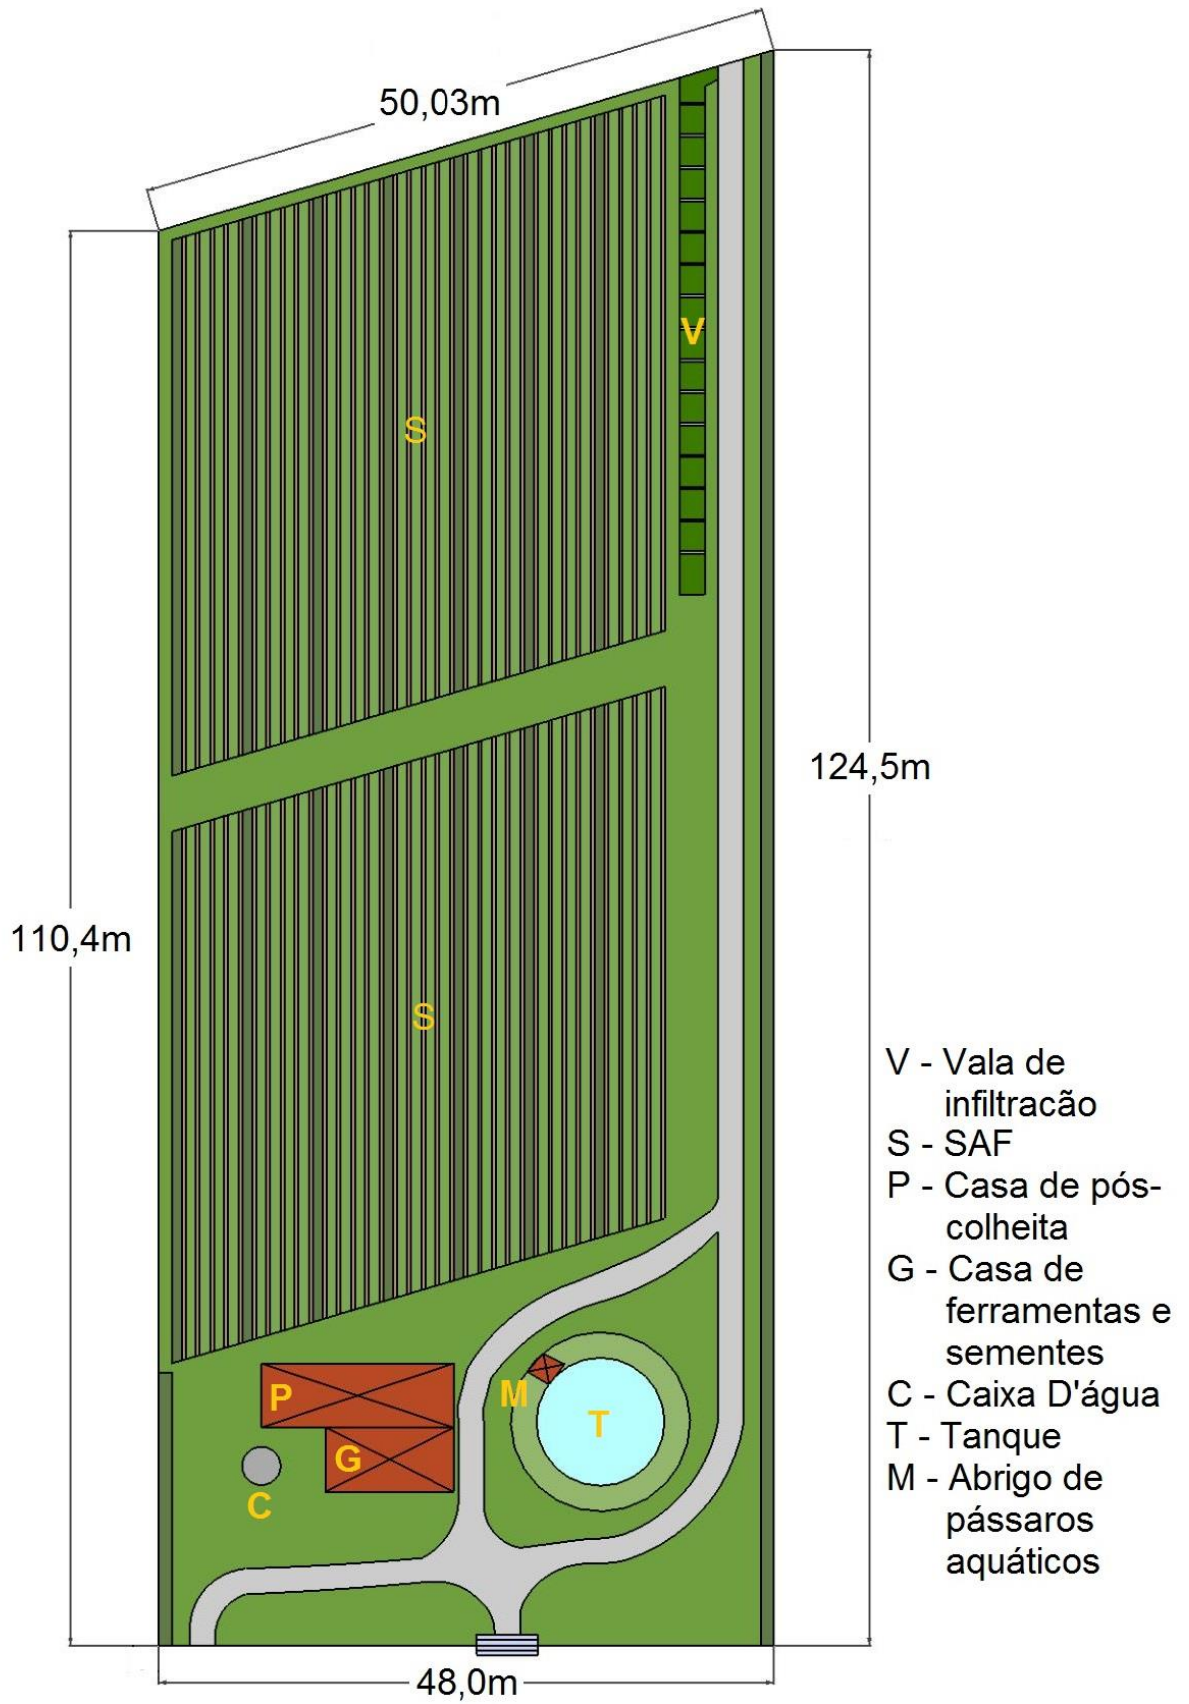 50,03m
V
S
124,5m
110,4m
S
V - Vala de
infiltracão
S - SAF
P - Casa de pós-
colheita
G - Casa de
ferramentas e
sementes
C - Caixa D'água
T - Tanque
M - Abrigo de
pássaros
aquáticos
P
M
T
G
C
48,0m